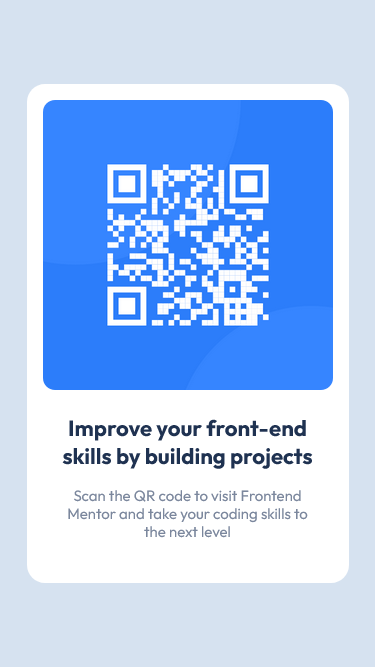 Improve your front-end
skills by building projects
Scan the QR code to visit Frontend
Mentor and take your coding skills to
the next level